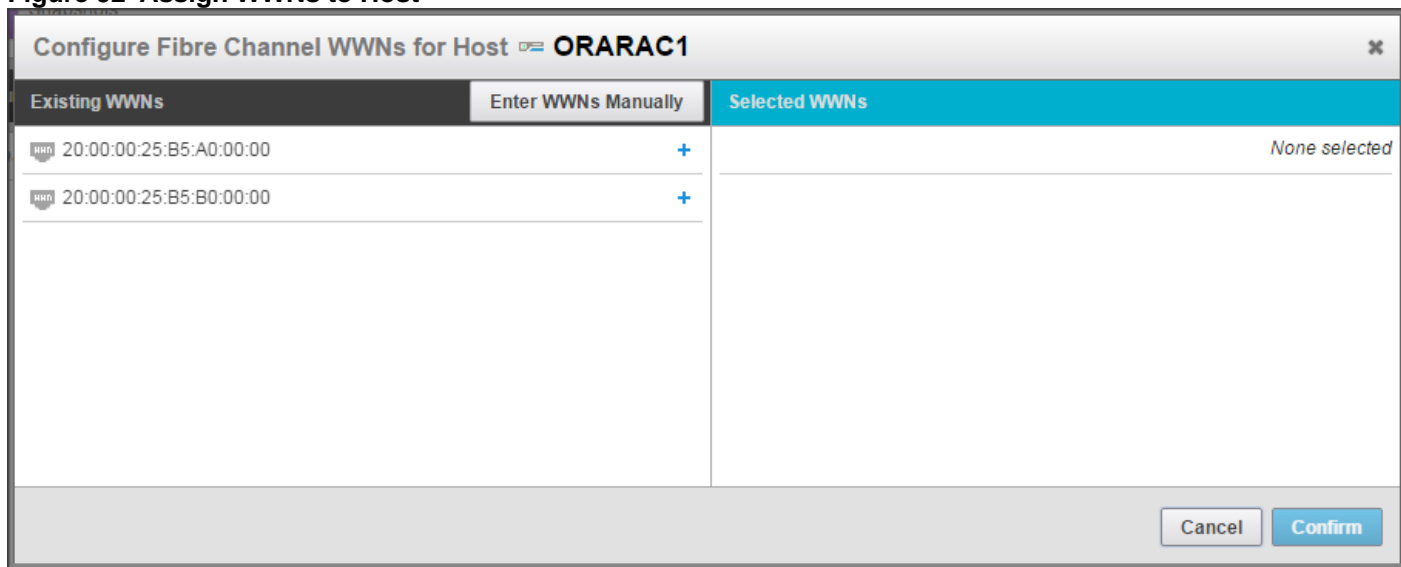 Configure Fibre Channel WWNs for Host ORARAC1
Existing WWNs
Enter WWNs Manually
Selected WWNs
20:00:00:25:B5:A0:00:00
None selected
20:00:00:25:B5:B0:00:00
Cancel
Confirm